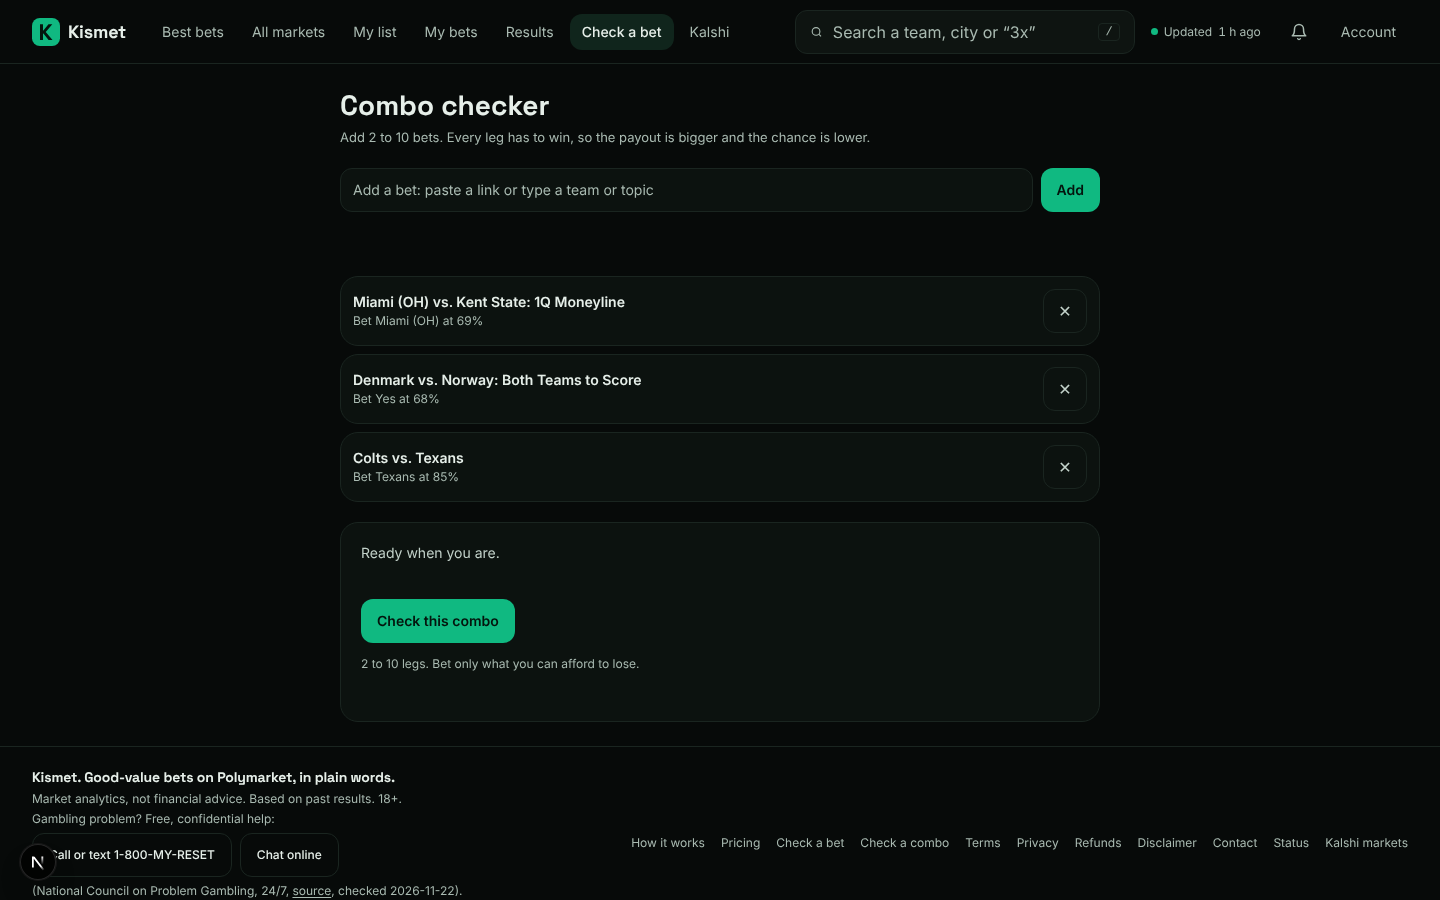 K Kismet
Best bets
All markets
My list
My bets
Results
Check a bet
Kalshi
Search a team, city or “3x”
/
Updated 1 h ago
Account
Combo checker
Add 2 to 10 bets. Every leg has to win, so the payout is bigger and the chance is lower.
Add a bet: paste a link or type a team or topic
Add
Miami (OH) vs. Kent State: 1Q Moneyline
Bet Miami (OH) at 69%
Denmark vs. Norway: Both Teams to Score
Bet Yes at 68%
Colts vs. Texans
Bet Texans at 85%
Ready when you are.
Check this combo
2 to 10 legs. Bet only what you can afford to lose.
Kismet. Good-value bets on Polymarket, in plain words.
Market analytics, not financial advice. Based on past results. 18+.
Gambling problem? Free, confidential help:
N
or text 1-800-MY-RESET
Chat online
(National Council on Problem Gambling, 24/7, source, checked 2026-11-22).
How it works
Pricing
Check a bet
Check a combo
Terms
Privacy
Refunds
Disclaimer
Contact
Status
Kalshi markets